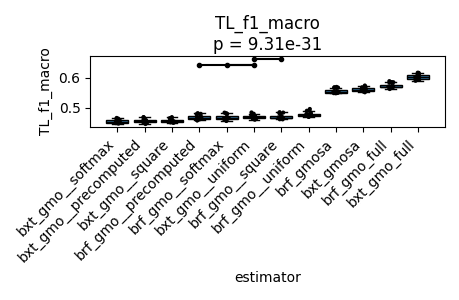 TL_f1_macro
p = 9.31e-31
TL_f1_macro
0.6
0.5
bxt_gmo__softmax
bxt_gmo__precomputed
bxt_gmo__square
brf_gmo__precomputed
brf_gmo__softmax
bxt_gmo__uniform
brf_gmo__square
brf_gmo__uniform
brf_gmosa
bxt_gmosa
brf_gmo_full
bxt_gmo_full
estimator